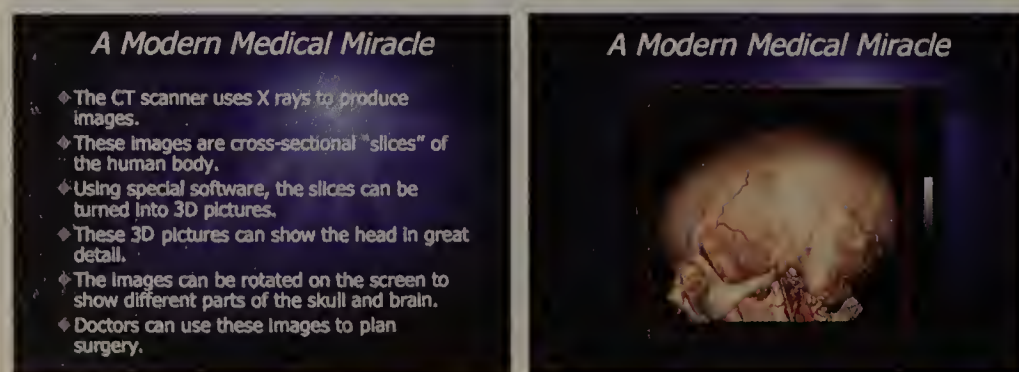 A Modern Medical Miracle
The CT scanner uses X rays to produce
images.
These images are cross-sectional "slices" of
the human body.
Using special software, the slices can be
turned into 3D pictures.
These 3D pictures can show the head in great
detail.
The images can be rotated on the screen to
show different parts of the skull and brain.
Doctors can use these images to plan
surgery.
A Modern Medical Miracle